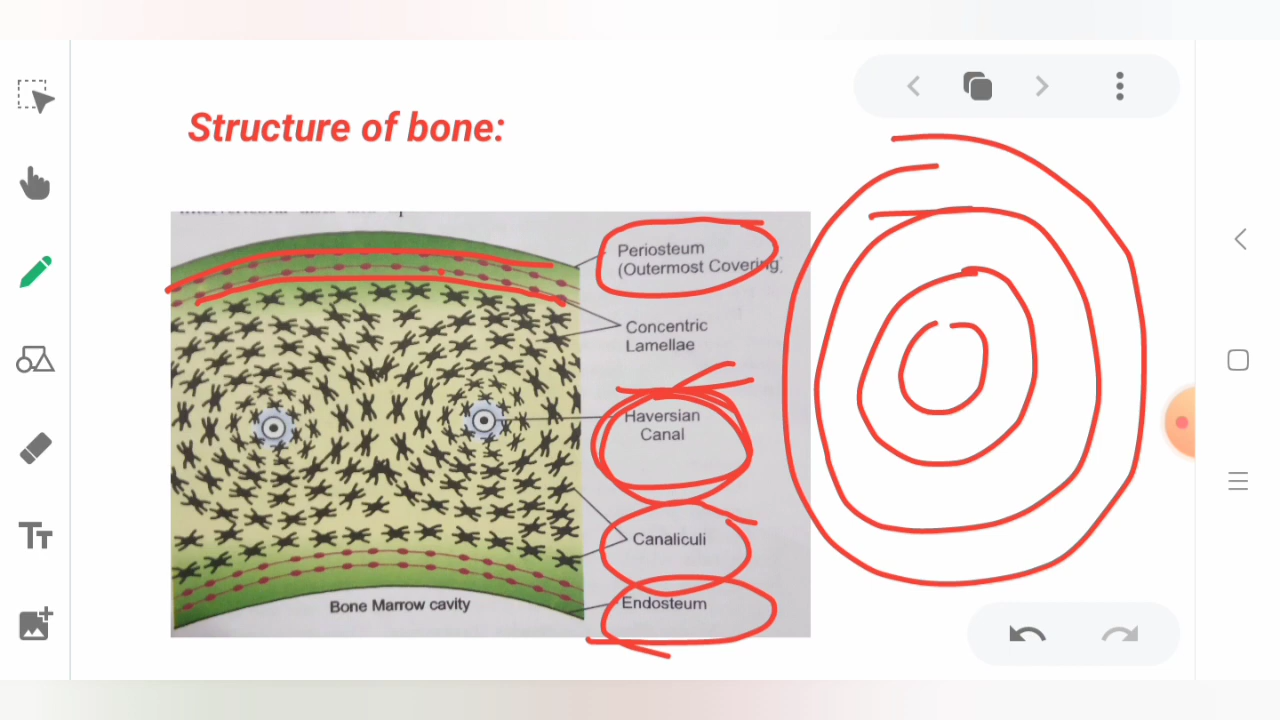 Structure of bone:
Periosteum
(Outermost Covering)
Concentric
Lamellae
Haversian
Canal
Canaliculi
Endosteum
Bone Marrow cavity